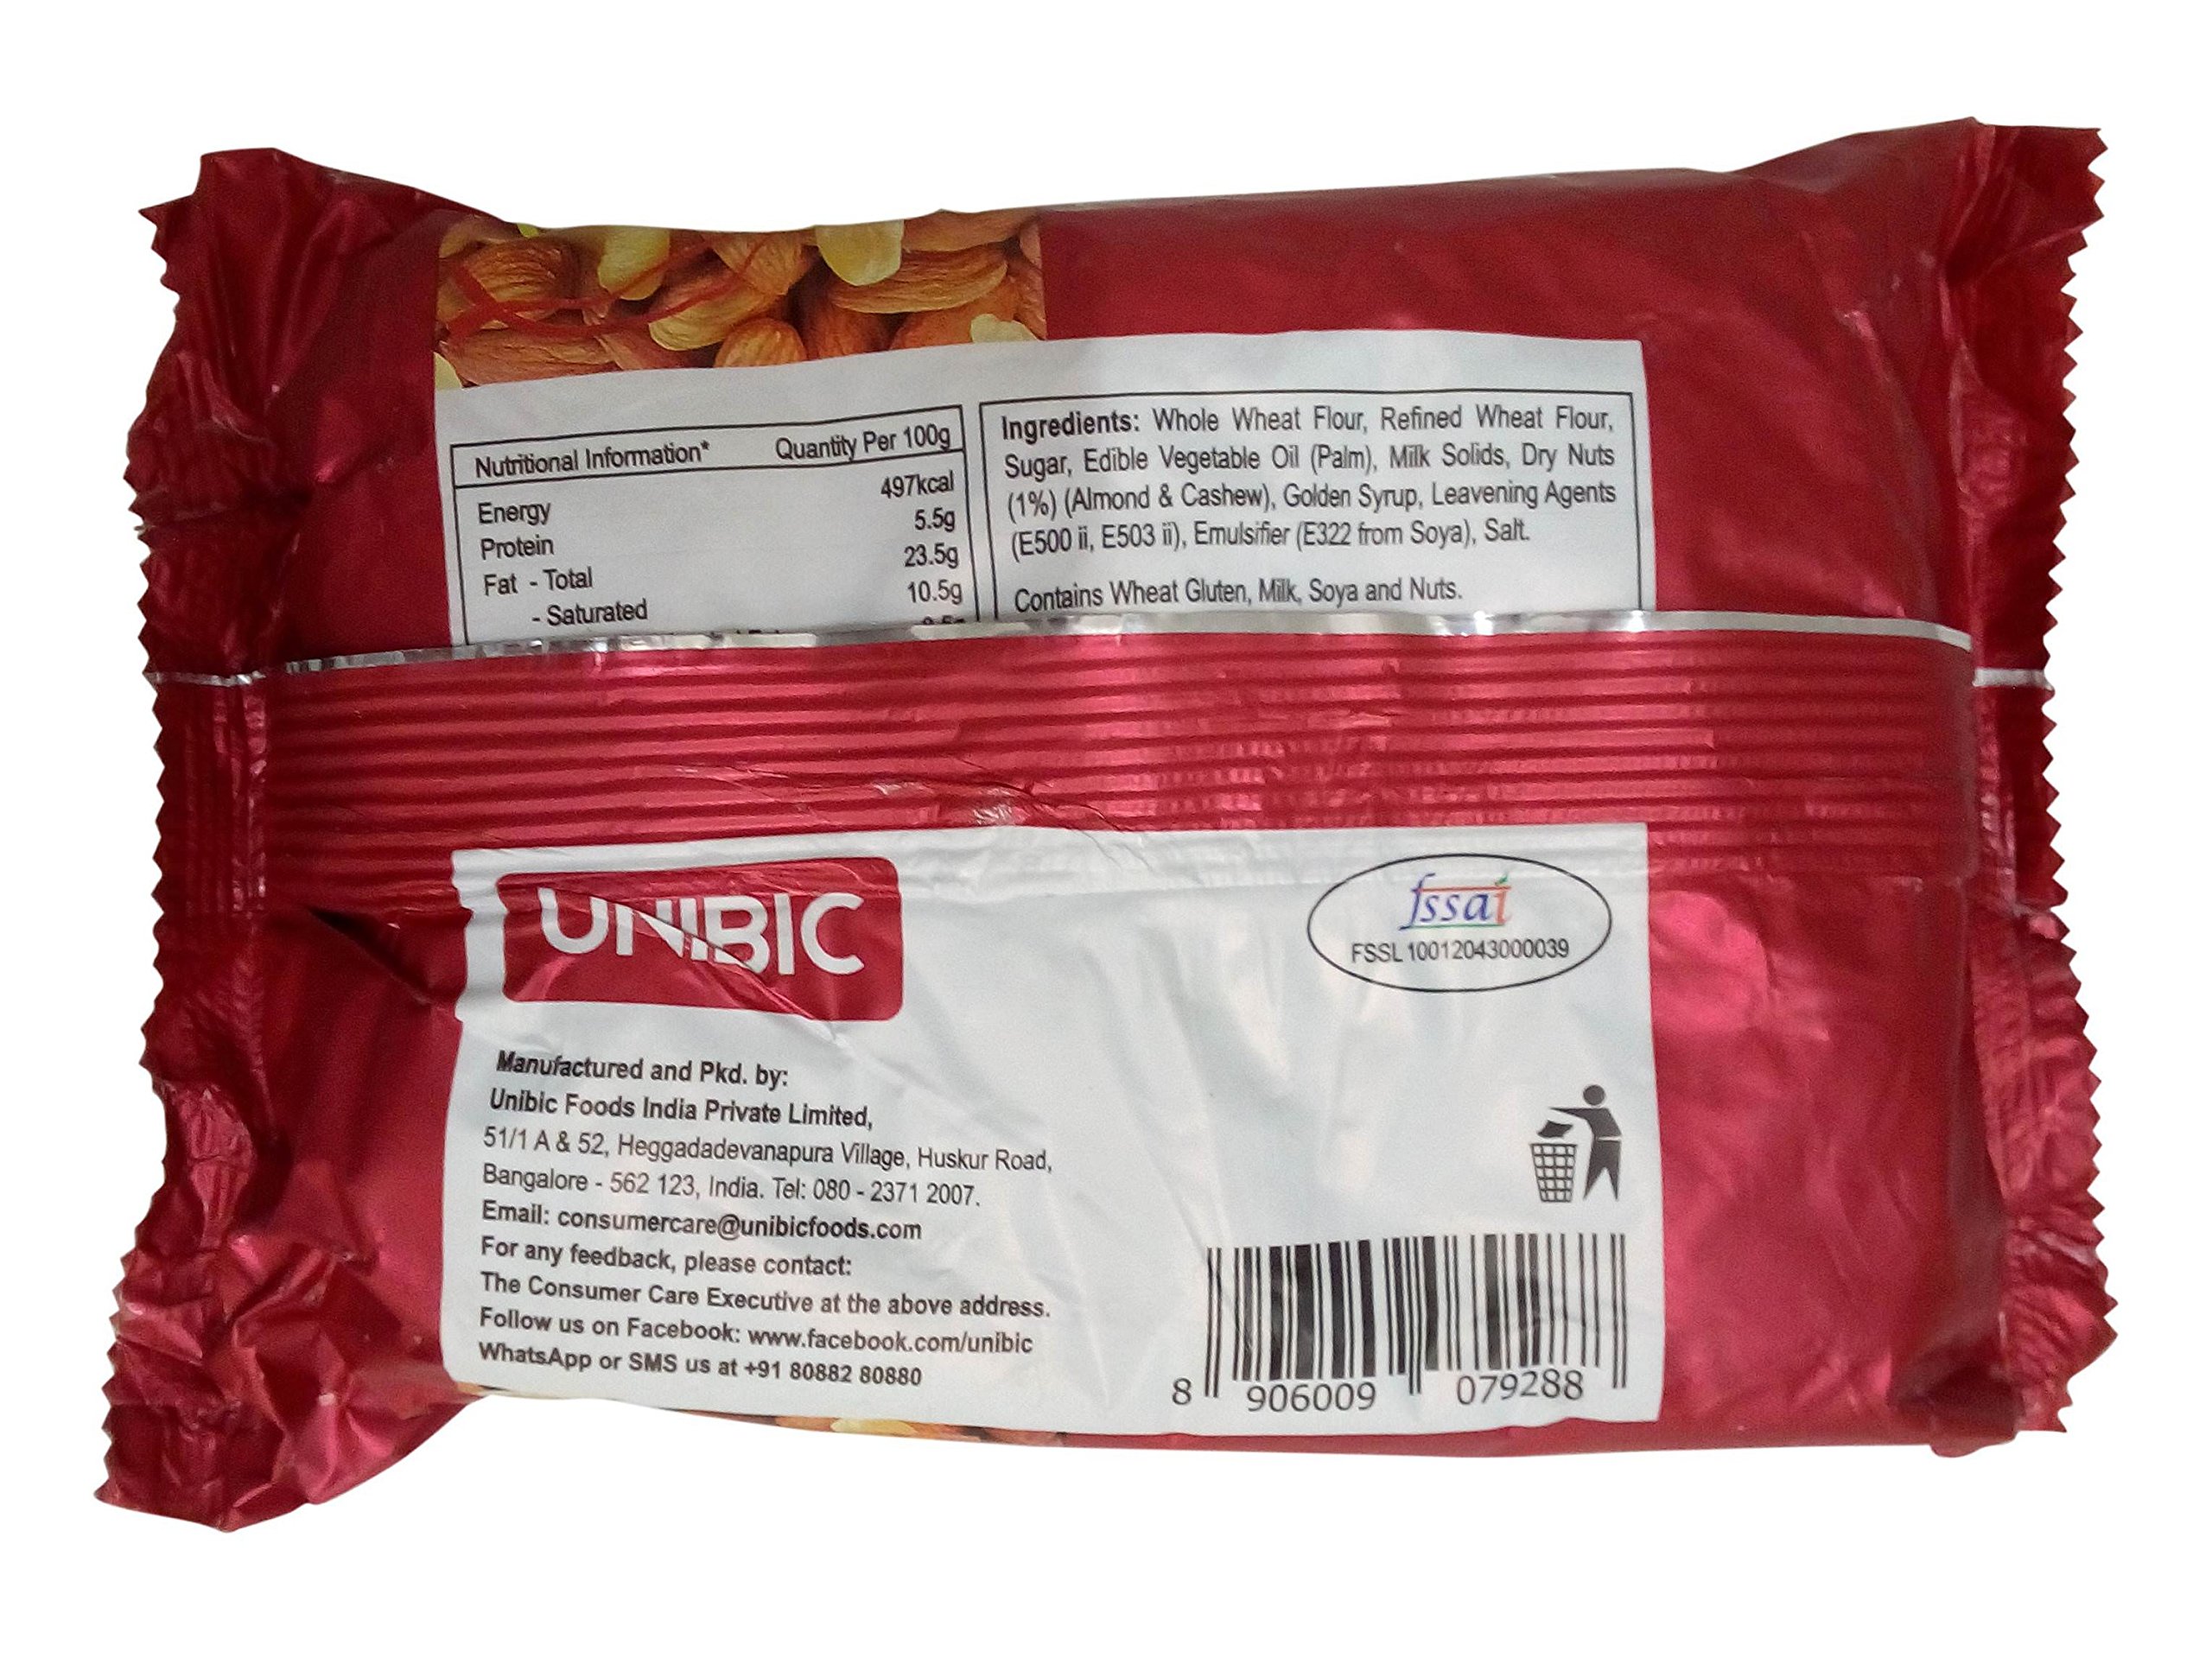 Nutritional Information* Quantity Per 100g
Energy 497kcal
Protein 5.5g
Fat - Total 23.5g
- Saturated 10.5g
Ingredients: Whole Wheat Flour, Refined Wheat Flour,
Sugar, Edible Vegetable Oil (Palm), Milk Solids, Dry Nuts
(1%) (Almond & Cashew), Golden Syrup, Leavening Agents
(E500 ii, E503 ii), Emulsifier (E322 from Soya), Salt.
Contains Wheat Gluten, Milk, Soya and Nuts.
UNIBIC
fssai
FSSL 10012043000039
Manufactured and Pkd. by:
Unibic Foods India Private Limited,
51/1 A & 52, Heggadadevanapura Village, Huskur Road,
Bangalore - 562 123, India. Tel: 080 - 2371 2007.
Email: consumercare@unibicfoods.com
For any feedback, please contact:
The Consumer Care Executive at the above address.
Follow us on Facebook: www.facebook.com/unibic
WhatsApp or SMS us at +91 80882 80880
8 906009 079288